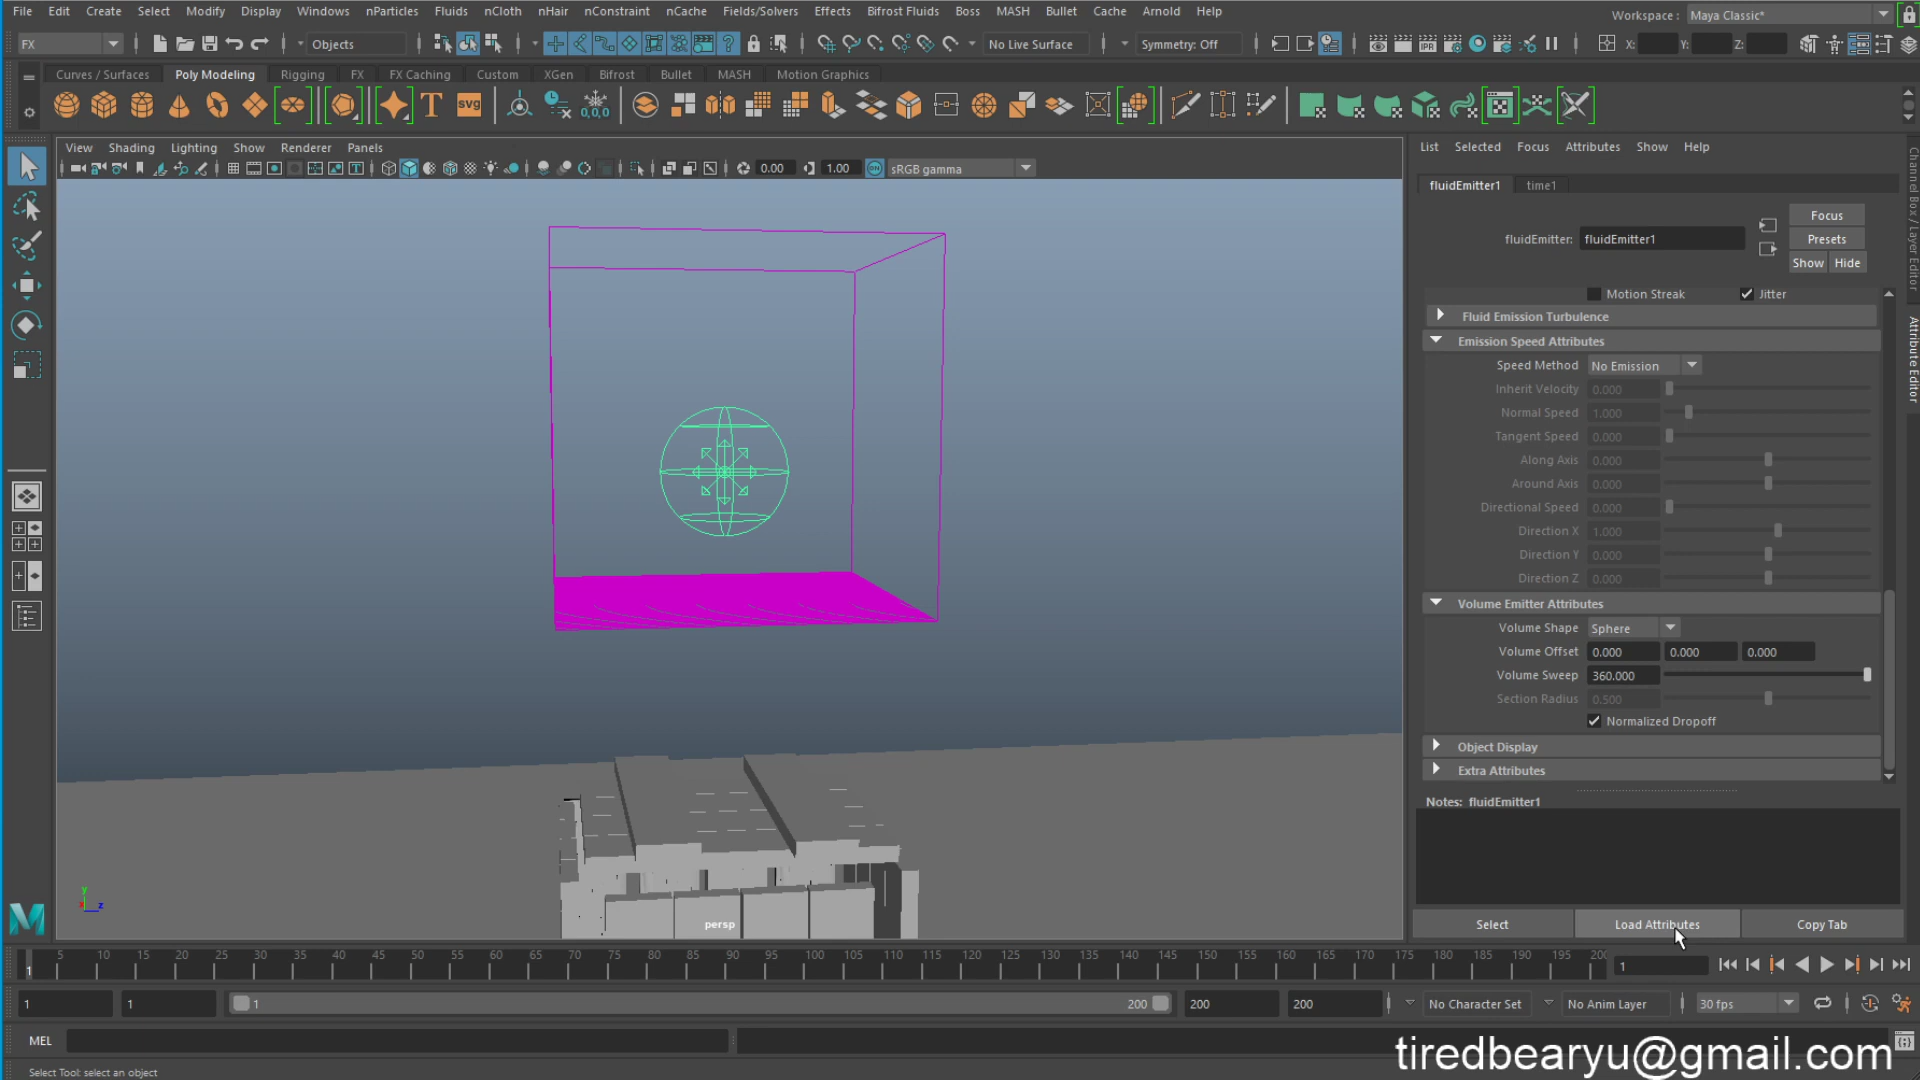 File Edit Create Select Modify Display Windows nParticles Fluids nCloth nHair nConstraint nCache Fields/Solvers Effects Bifrost Fluids Boss MASH Bullet Cache Arnold Help
Workspace : Maya Classic*
FX Objects No Live Surface Symmetry: Off X: Y: Z:
Curves / Surfaces Poly Modeling Rigging FX FX Caching Custom XGen Bifrost Bullet MASH Motion Graphics
View Shading Lighting Show Renderer Panels
0.00 1.00 sRGB gamma
List Selected Focus Attributes Show Help
fluidEmitter1 time1
fluidEmitter: fluidEmitter1
Focus
Presets
Show Hide
Motion Streak Jitter
Fluid Emission Turbulence
Emission Speed Attributes
Speed Method No Emission
Inherit Velocity 0.000
Normal Speed 1.000
Tangent Speed 0.000
Along Axis 0.000
Around Axis 0.000
Directional Speed 0.000
Direction X 1.000
Direction Y 0.000
Direction Z 0.000
Volume Emitter Attributes
Volume Shape Sphere
Volume Offset 0.000 0.000 0.000
Volume Sweep 360.000
Section Radius 0.500
Normalized Dropoff
Object Display
Extra Attributes
Notes: fluidEmitter1
Select Load Attributes Copy Tab
Channel Box / Layer Editor
Attribute Editor
y
x z
persp
1 5 10 15 20 25 30 35 40 45 50 55 60 65 70 75 80 85 90 95 100 105 110 115 120 125 130 135 140 145 150 155 160 165 170 175 180 185 190 195 200 1
1 1 1 200 200 200 No Character Set No Anim Layer 30 fps
MEL
tiredbearyu@gmail.com
Select Tool: select an object